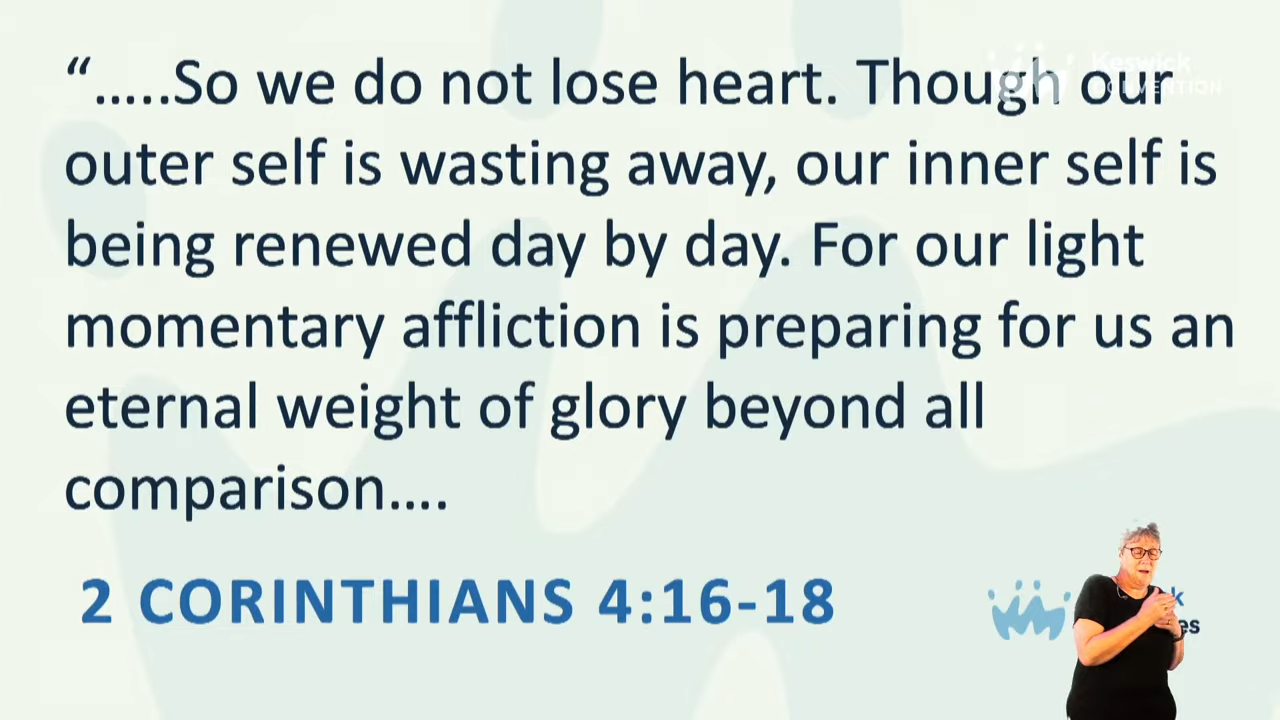 “…..So we do not lose heart. Though our
outer self is wasting away, our inner self is
being renewed day by day. For our light
momentary affliction is preparing for us an
eternal weight of glory beyond all
comparison….
2 CORINTHIANS 4:16-18
Keswick
CONVENTION